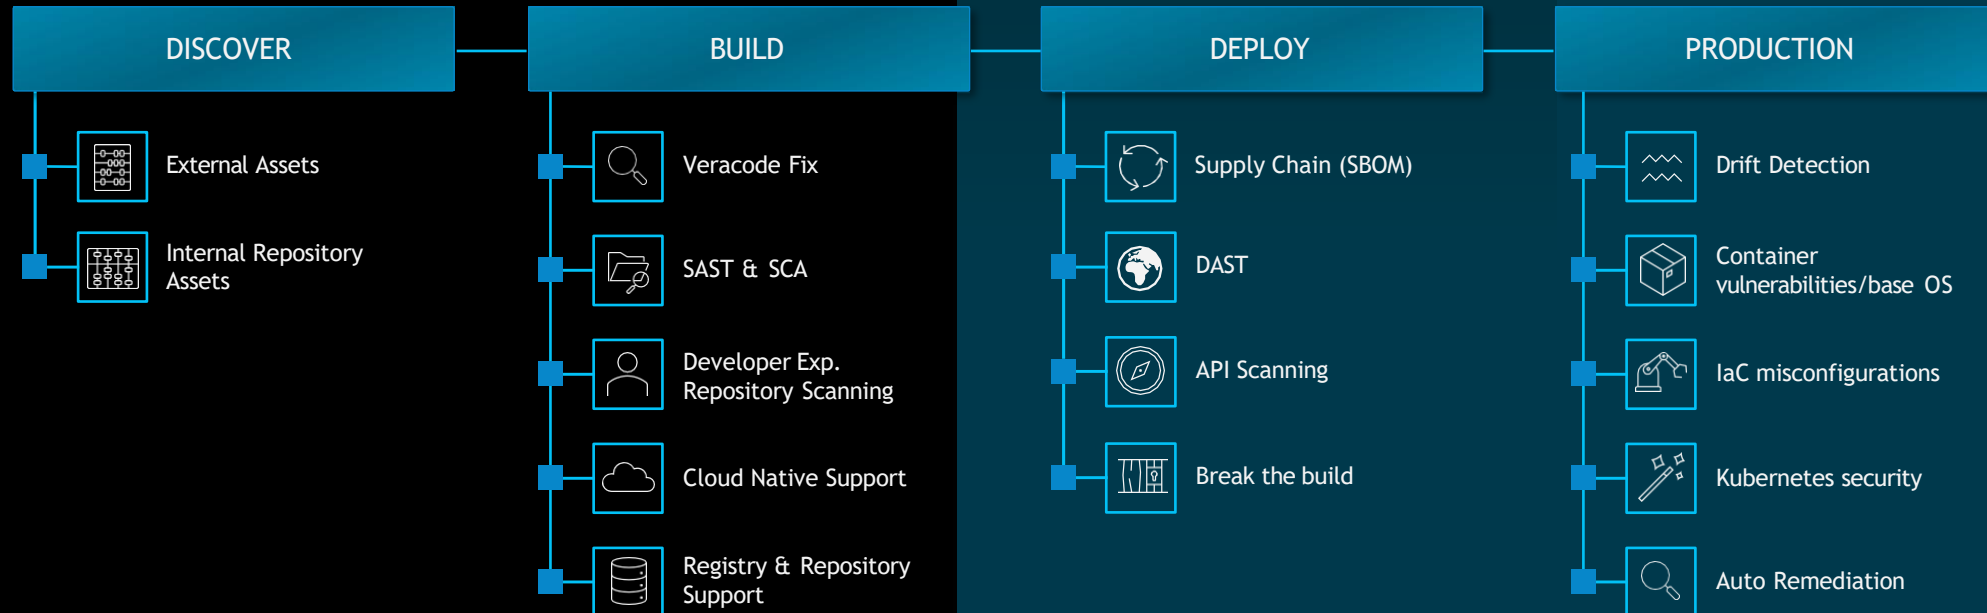 DISCOVER
External Assets
Internal Repository
Assets
BUILD
Veracode Fix
SAST & SCA
Developer Exp.
Repository Scanning
Cloud Native Support
Registry & Repository
Support
DEPLOY
Supply Chain (SBOM)
DAST
API Scanning
Break the build
PRODUCTION
Drift Detection
Container
vulnerabilities/base OS
IaC misconfigurations
Kubernetes security
Auto Remediation